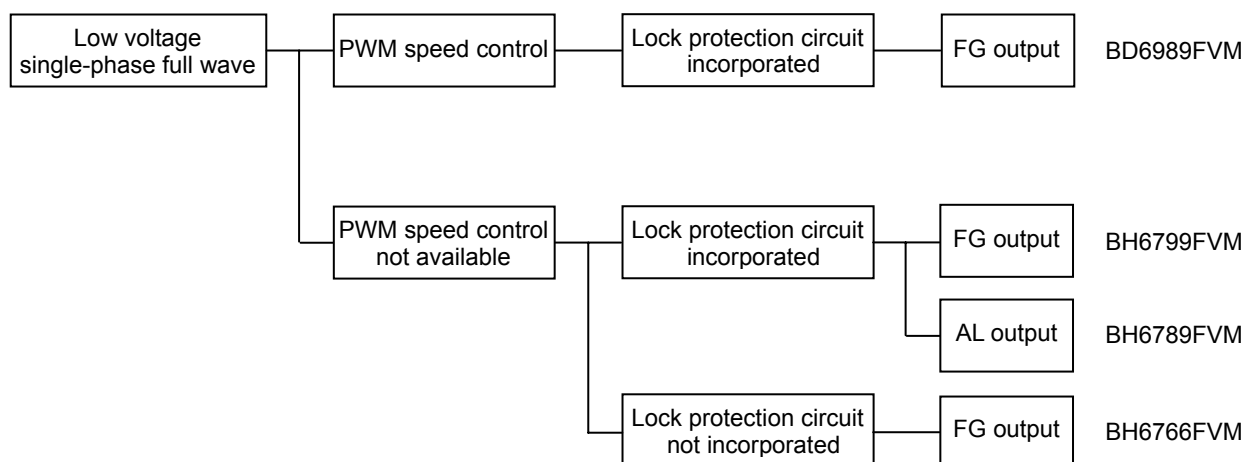 Low voltage
single-phase full wave
PWM speed control
Lock protection circuit
incorporated
FG output
BD6989FVM
PWM speed control
not available
Lock protection circuit
incorporated
FG output
BH6799FVM
AL output
BH6789FVM
Lock protection circuit
not incorporated
FG output
BH6766FVM